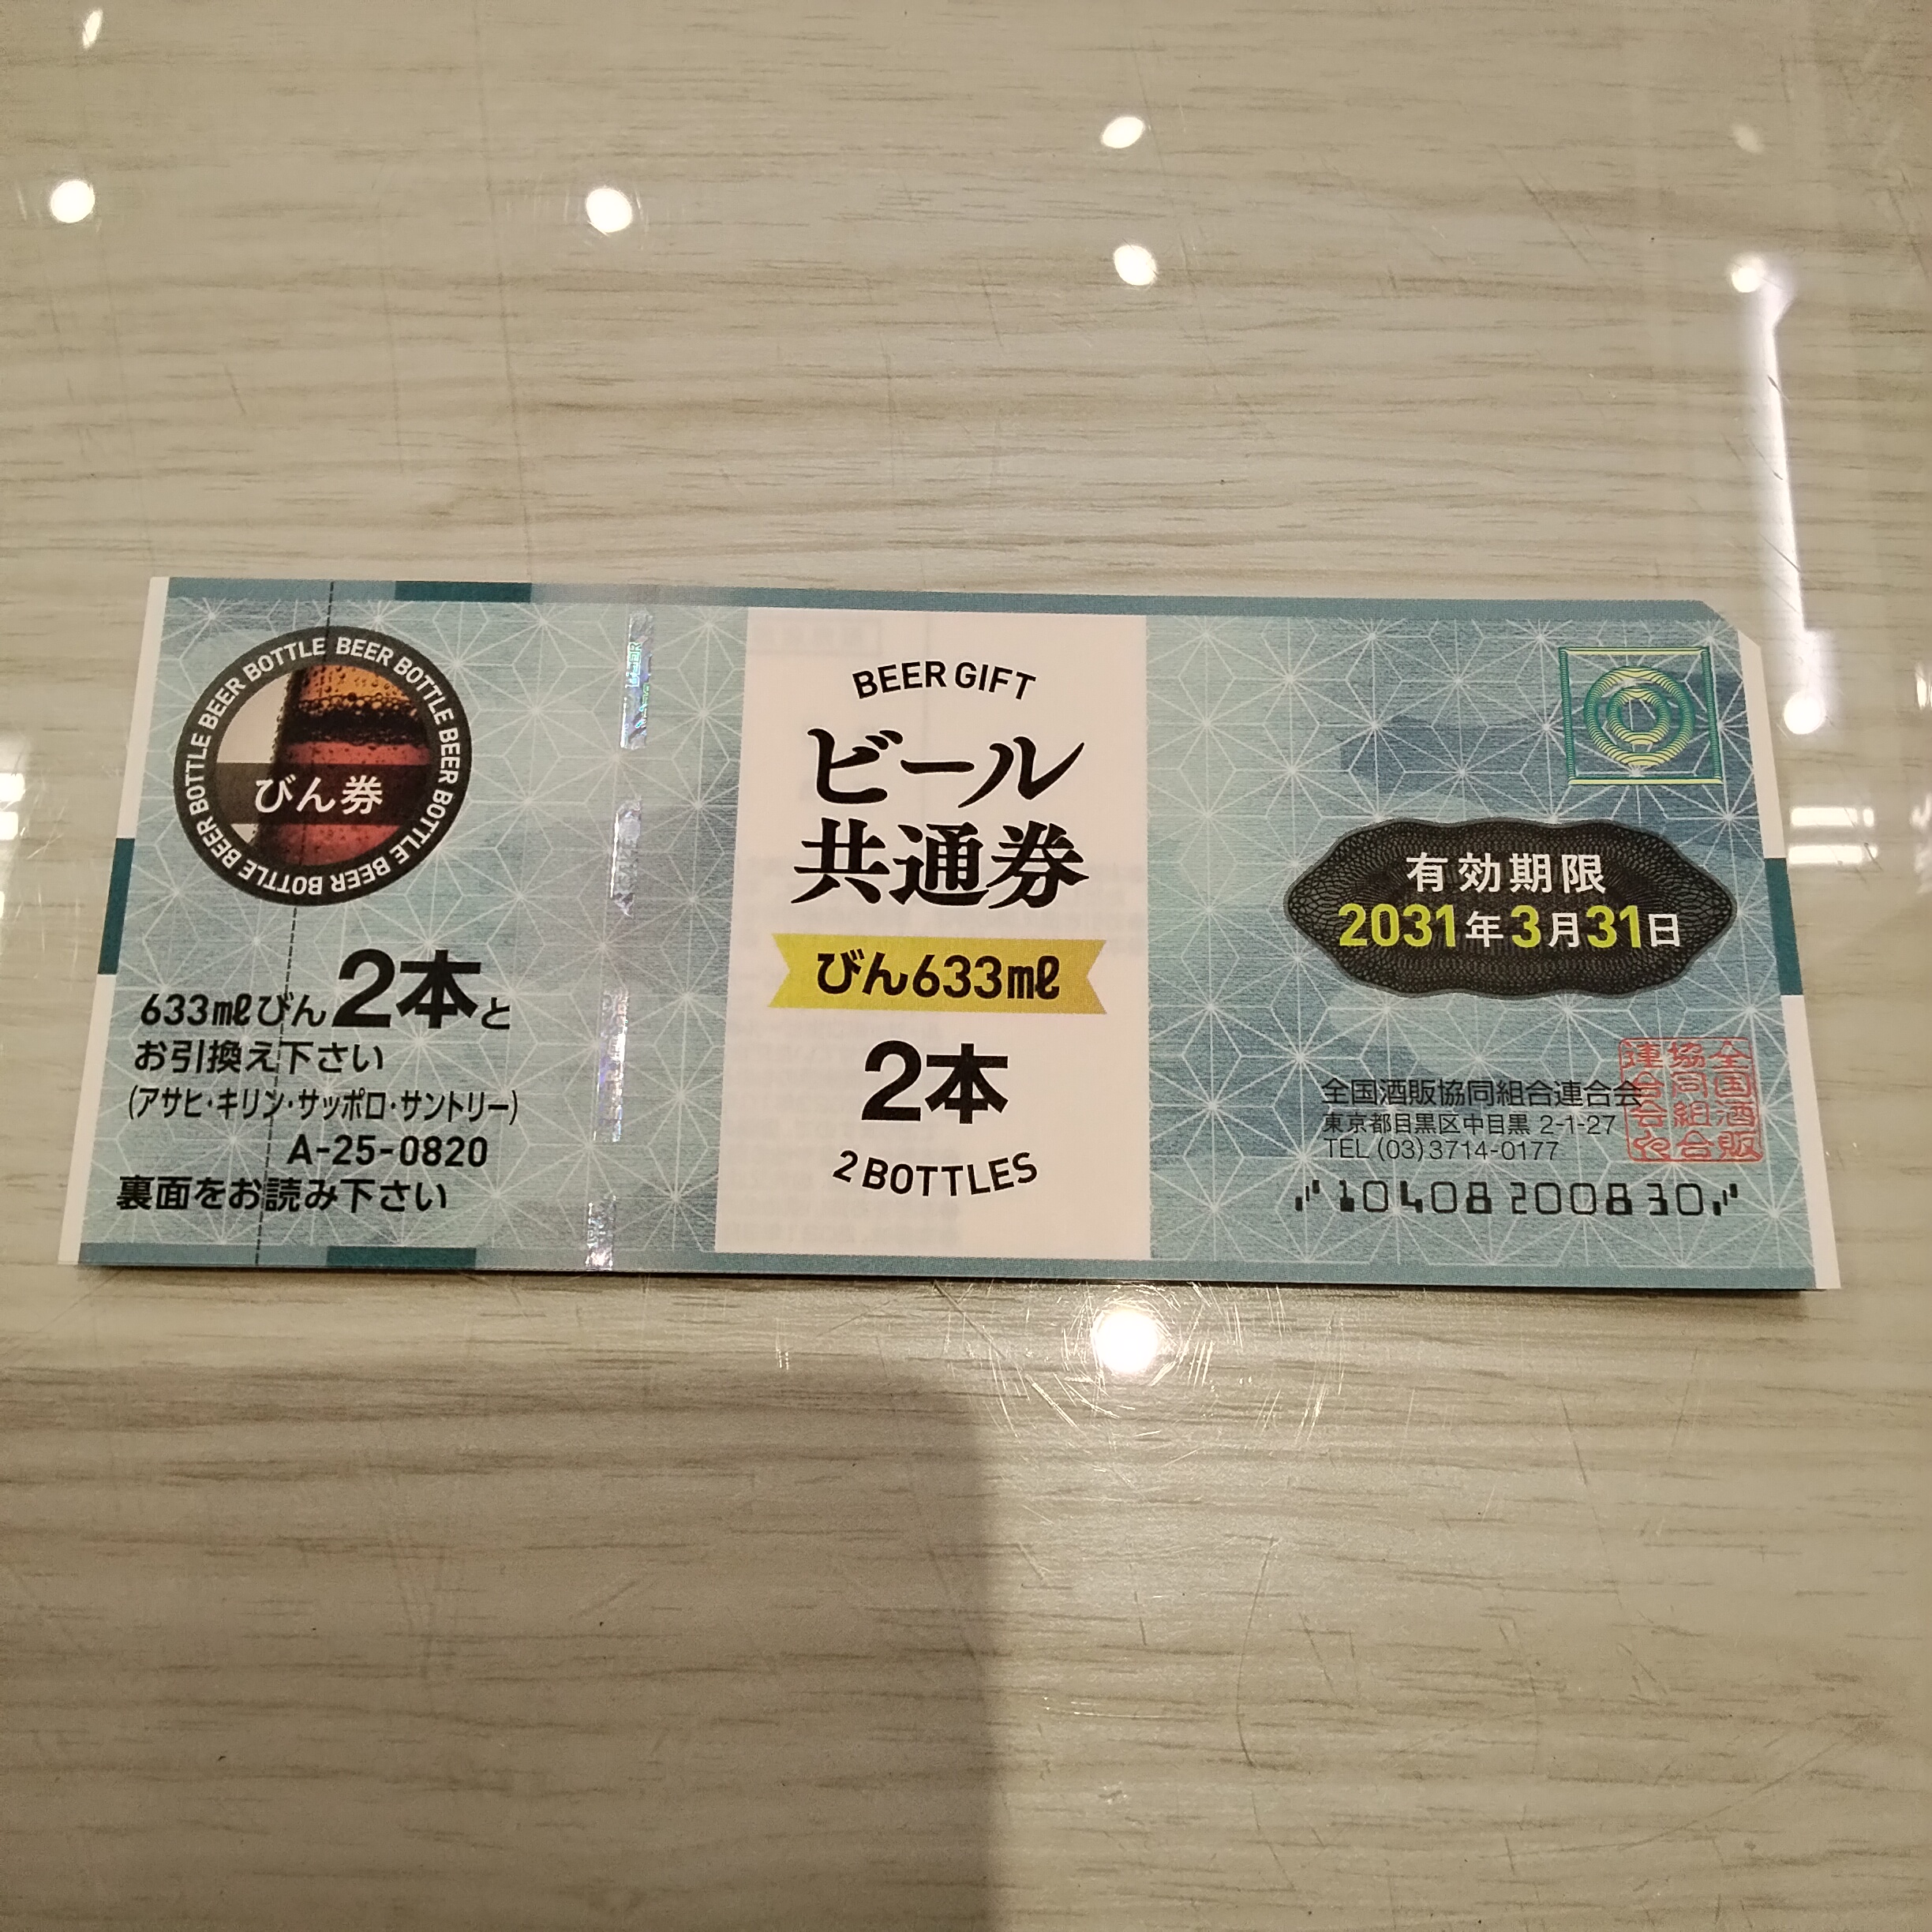 BEER BOTTLE BEER BOTTLE BEER BOTTLE BEER BOTTLE BEER BOTTLE BEER BOTTLE
びん券
633㎖びん2本と
お引換え下さい
(アサヒ・キリン・サッポロ・サントリー)
A-25-0820
裏面をお読み下さい
BEER GIFT
ビール
共通券
びん633㎖
2本
2 BOTTLES
有効期限
2031年3月31日
全国酒販協同組合連合会
東京都目黒区中目黒 2-1-27
TEL (03)3714-0177
10408 2008 30
全国酒販
協同組合
連合会